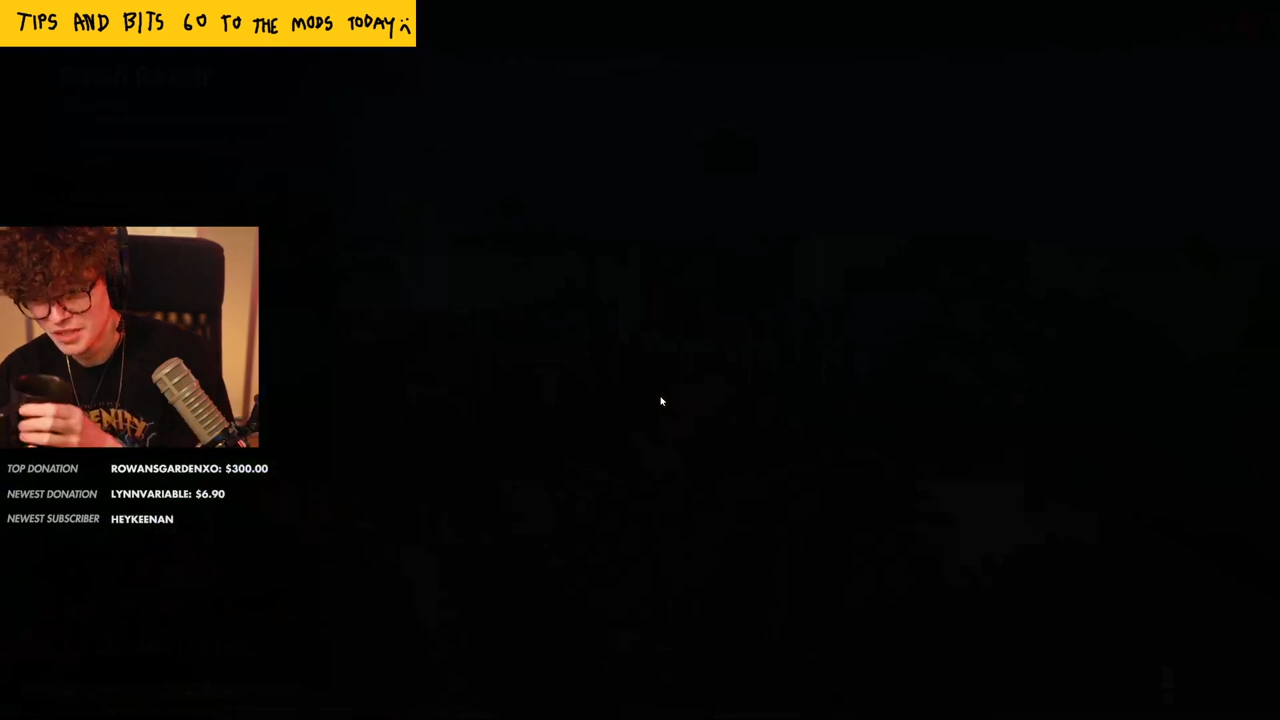 TIPS AND BITS GO TO THE MODS TODAY
TOP DONATION ROWANSGARDENXO: $300.00
NEWEST DONATION LYNNVARIABLE: $6.90
NEWEST SUBSCRIBER HEYKEENAN